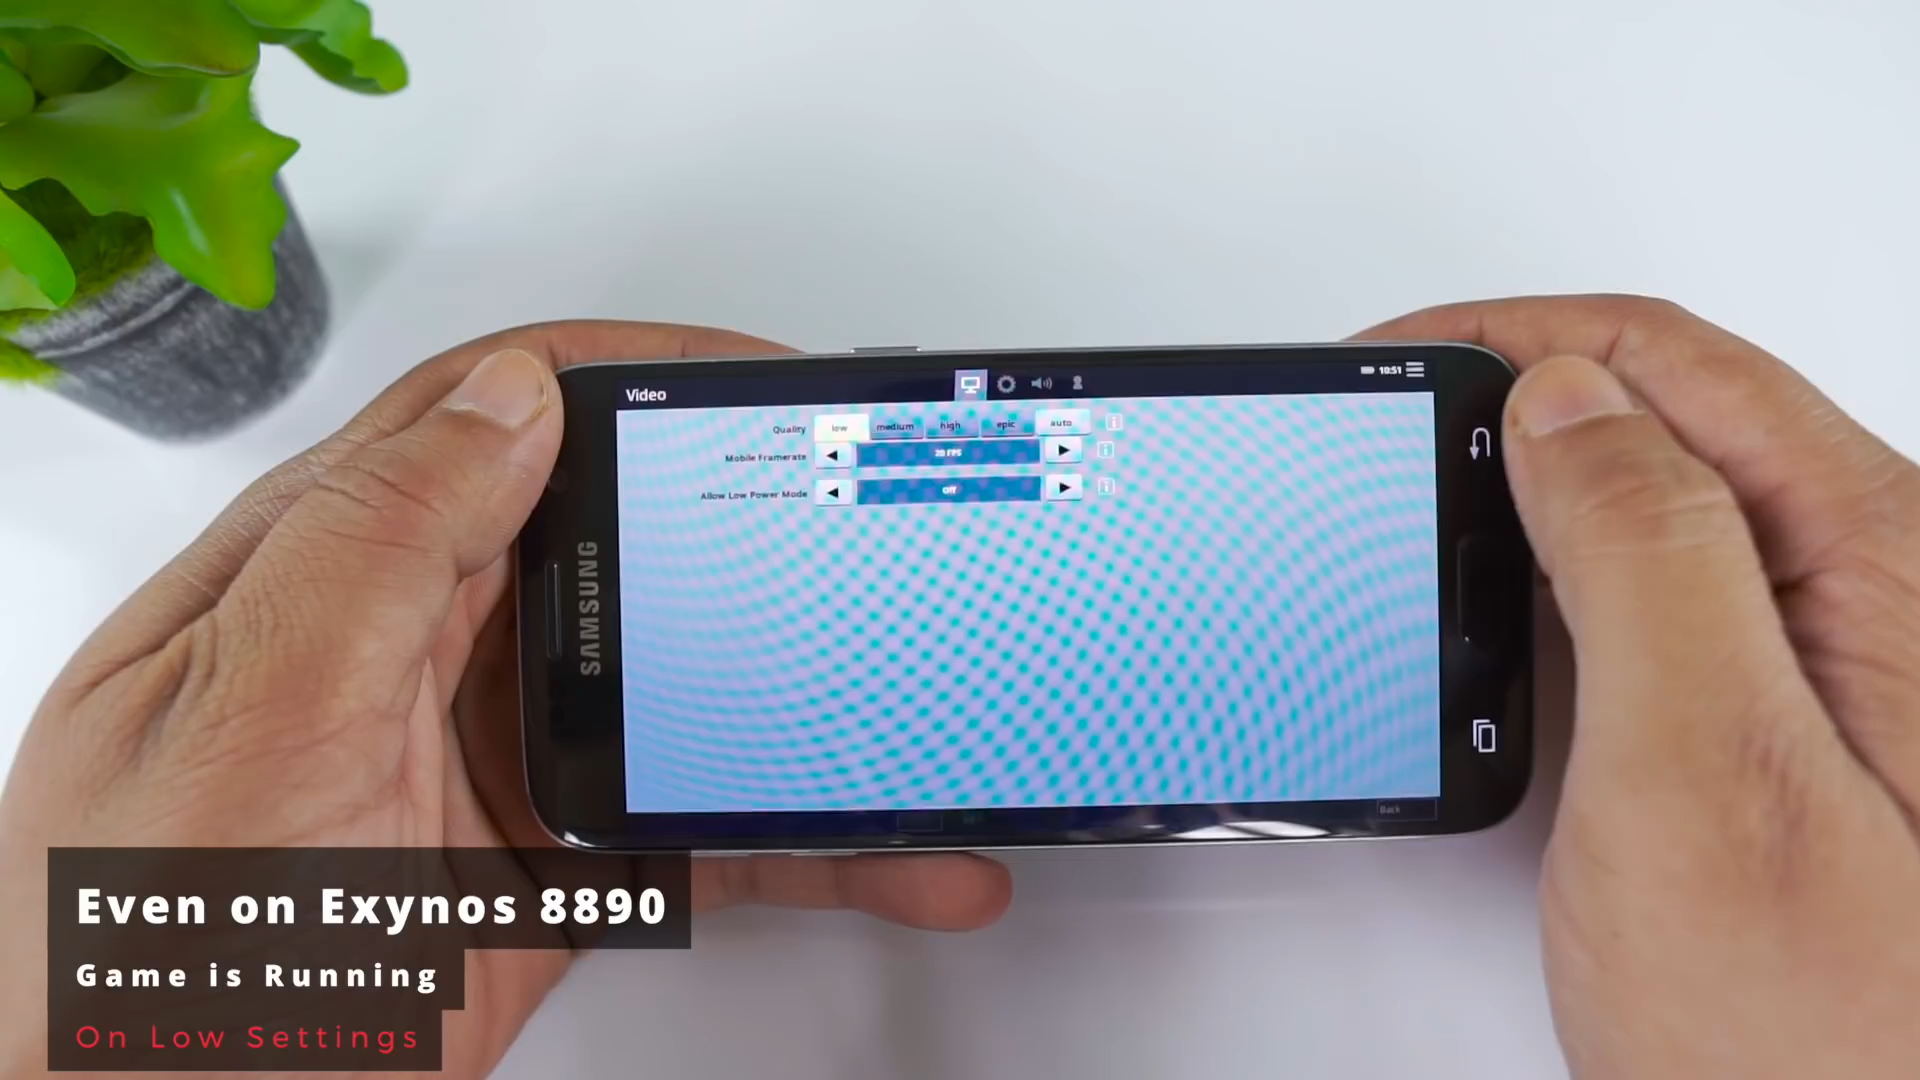 Video
10:51
Quality low medium high epic auto
Mobile Framerate 20 FPS
Allow Low Power Mode Off
Back
SAMSUNG
Even on Exynos 8890
Game is Running
On Low Settings